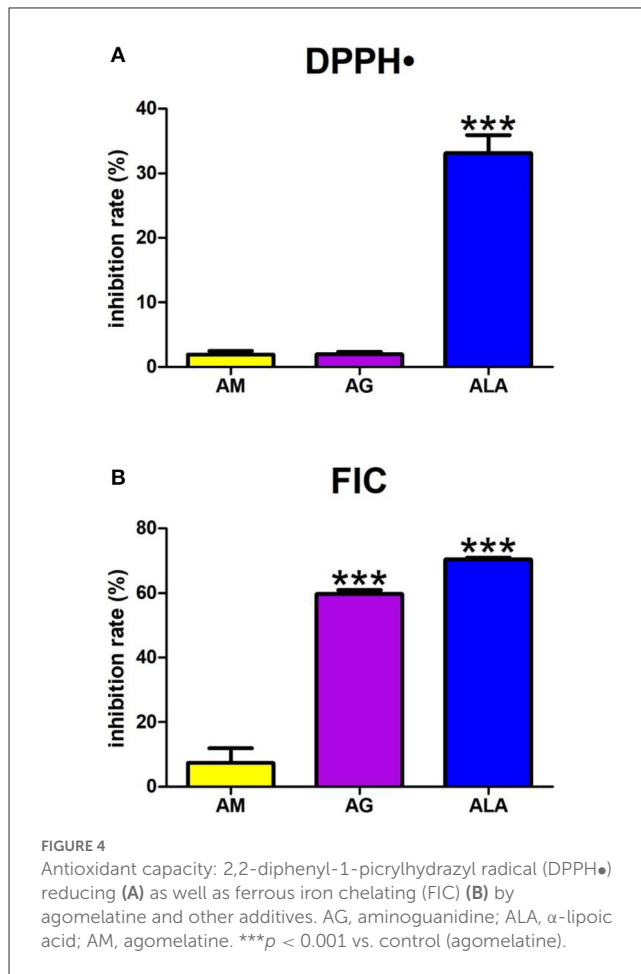 A
DPPH•
inhibition rate (%)
40
30
20
10
0
***
AM AG ALA
B
FIC
inhibition rate (%)
80
60
40
20
0
*** ***
AM AG ALA
FIGURE 4
Antioxidant capacity: 2,2-diphenyl-1-picrylhydrazyl radical (DPPH●)
reducing (A) as well as ferrous iron chelating (FIC) (B) by
agomelatine and other additives. AG, aminoguanidine; ALA, α-lipoic
acid; AM, agomelatine. ***p < 0.001 vs. control (agomelatine).